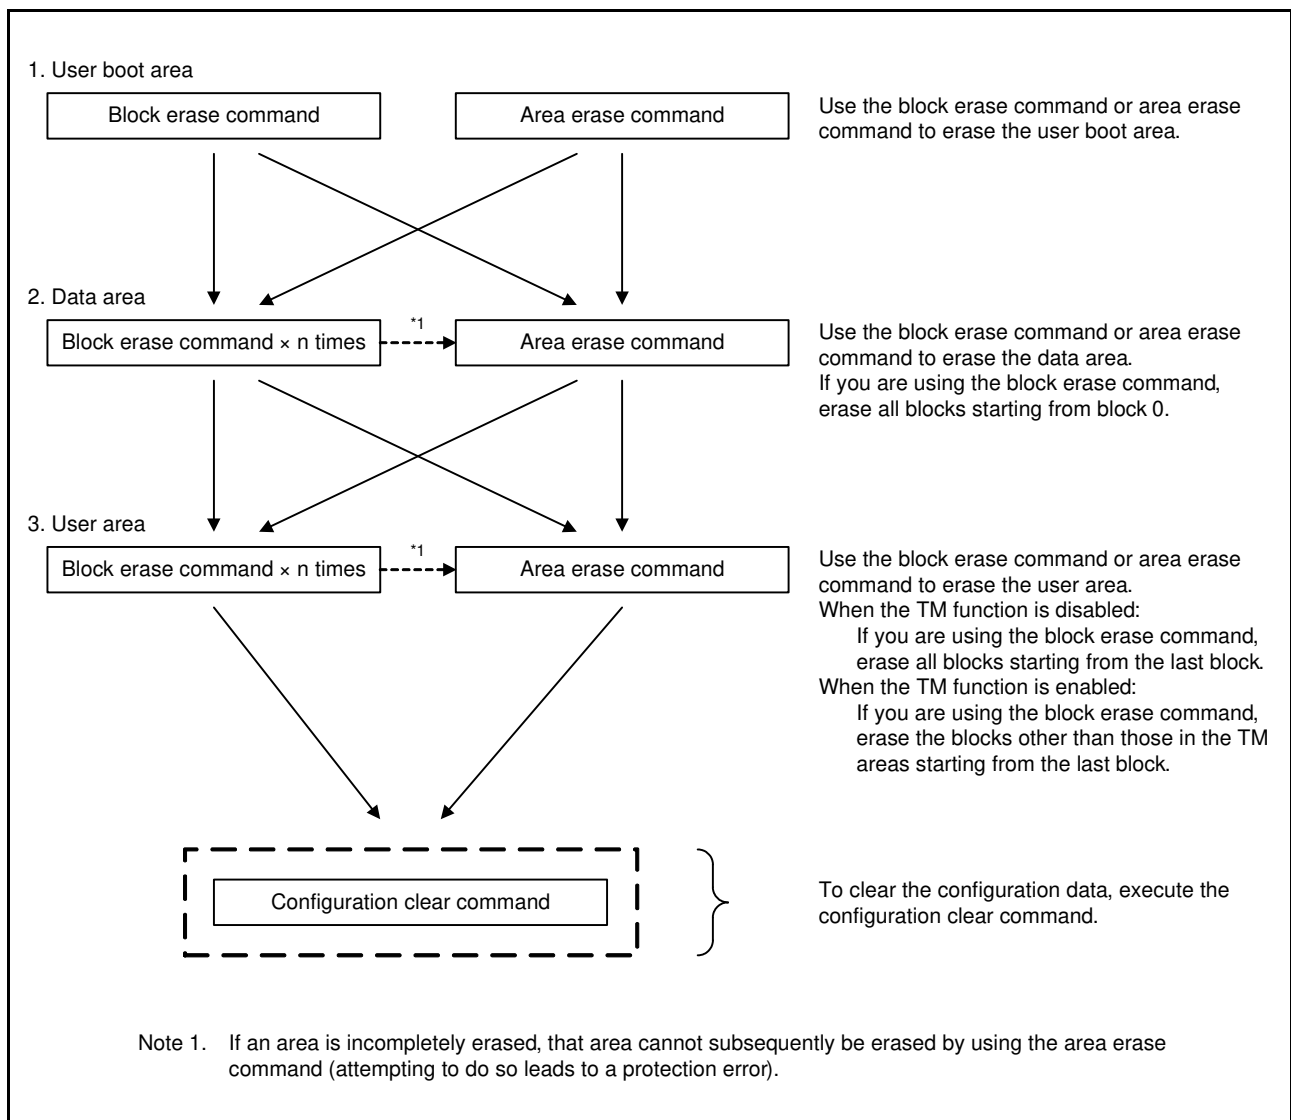 1. User boot area
Block erase command
Area erase command
Use the block erase command or area erase
command to erase the user boot area.
2. Data area
Block erase command × n times
*1
Area erase command
Use the block erase command or area erase
command to erase the data area.
If you are using the block erase command,
erase all blocks starting from block 0.
3. User area
Block erase command × n times
*1
Area erase command
Use the block erase command or area erase
command to erase the user area.
When the TM function is disabled:
If you are using the block erase command,
erase all blocks starting from the last block.
When the TM function is enabled:
If you are using the block erase command,
erase the blocks other than those in the TM
areas starting from the last block.
Configuration clear command
To clear the configuration data, execute the
configuration clear command.
Note 1. If an area is incompletely erased, that area cannot subsequently be erased by using the area erase
command (attempting to do so leads to a protection error).